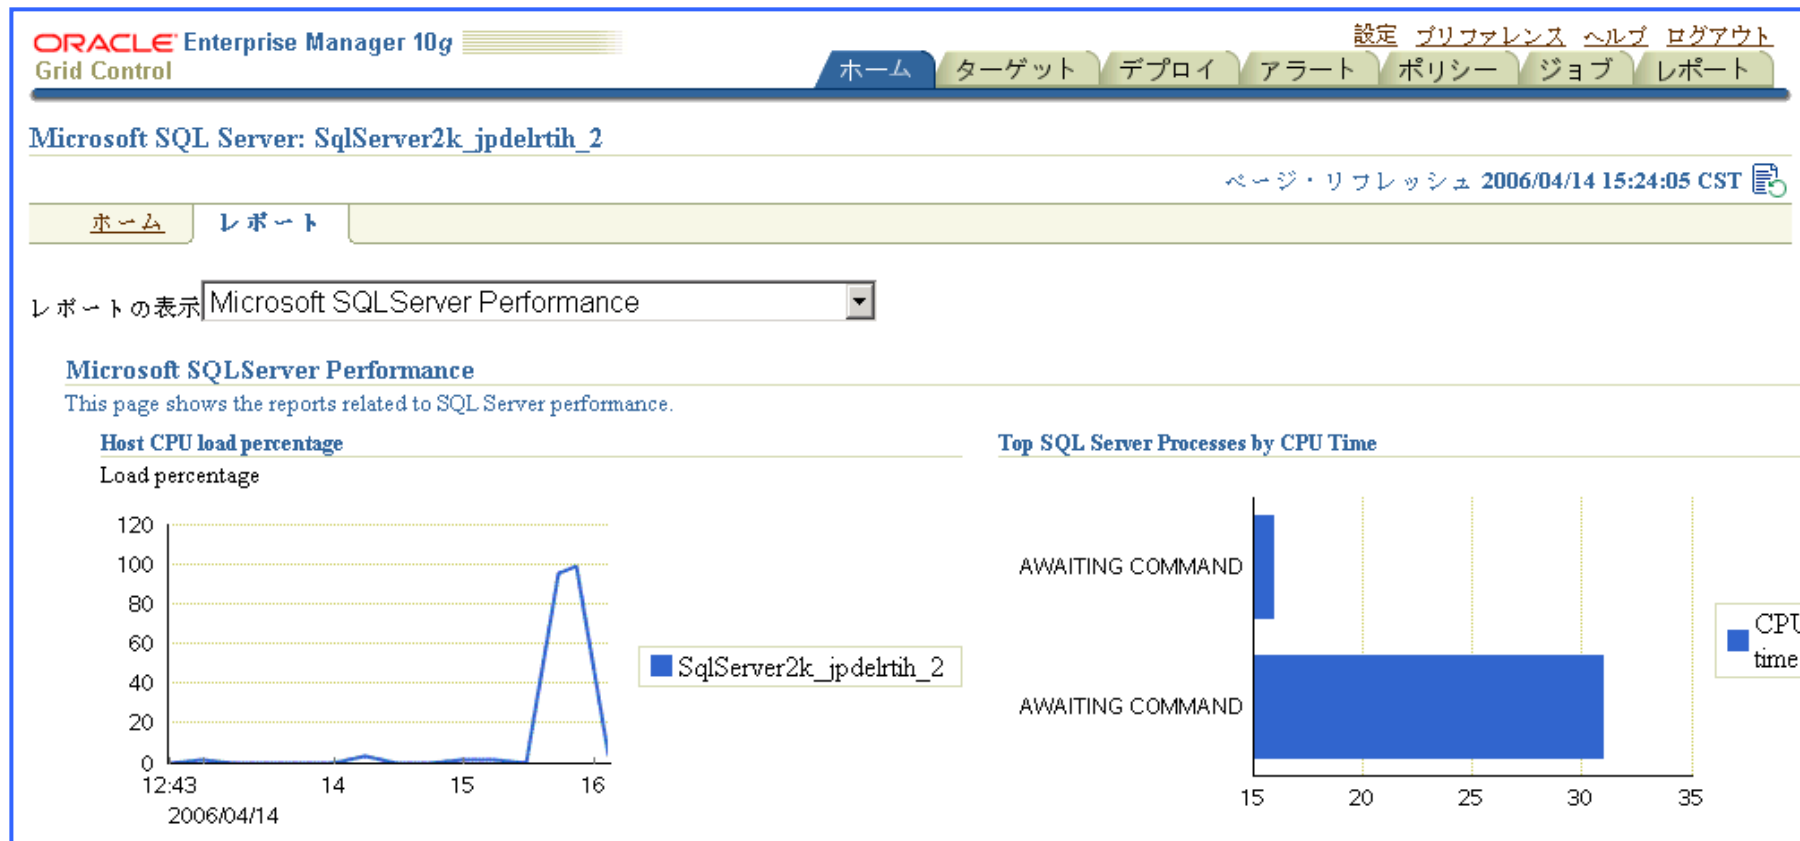 設定 プリファレンス ヘルプ ログアウト
ORACLE Enterprise Manager 10g
Grid Control
ホーム ターゲット デプロイ アラート ポリシー ジョブ レポート
Microsoft SQL Server: SqlServer2k_jpdelrtih_2
ページ・リフレッシュ 2006/04/14 15:24:05 CST
ホーム レポート
レポートの表示 Microsoft SQLServer Performance
Microsoft SQLServer Performance
This page shows the reports related to SQL Server performance.
Host CPU load percentage
Load percentage
120
100
80
60
40
20
0
12:43 14 15 16
2006/04/14
SqlServer2k_jpdelrtih_2
Top SQL Server Processes by CPU Time
AWAITING COMMAND
AWAITING COMMAND
15 20 25 30 35
CPU
time